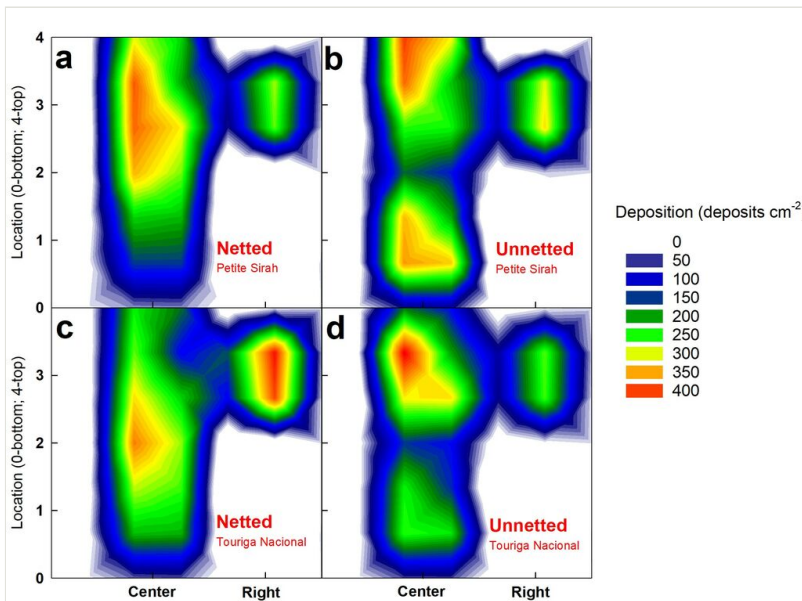 4
a
b
3
2
1
Netted
Petite Sirah
Unnetted
Petite Sirah
0
Location (0-bottom; 4-top)
c
d
3
2
1
Netted
Touriga Nacional
Unnetted
Touriga Nacional
0
Location (0-bottom; 4-top)
Center
Right
Center
Right
Deposition (deposits cm-2
0
50
100
150
200
250
300
350
400